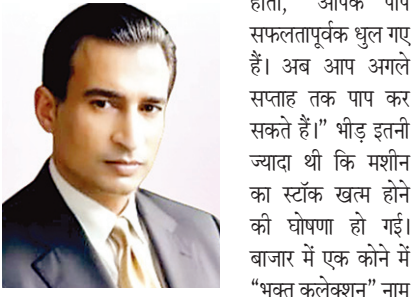 होता, “आपके पाप
सफलतापूर्वक धुल गए
हैं। अब आप अगले
सप्ताह तक पाप कर
सकते हैं।” भीड़ इतनी
ज्यादा थी कि मशीन
का स्टॉक खत्म होने
की घोषणा हो गई।
बाजार में एक कोने में
“भक्त कलेक्शन” नाम